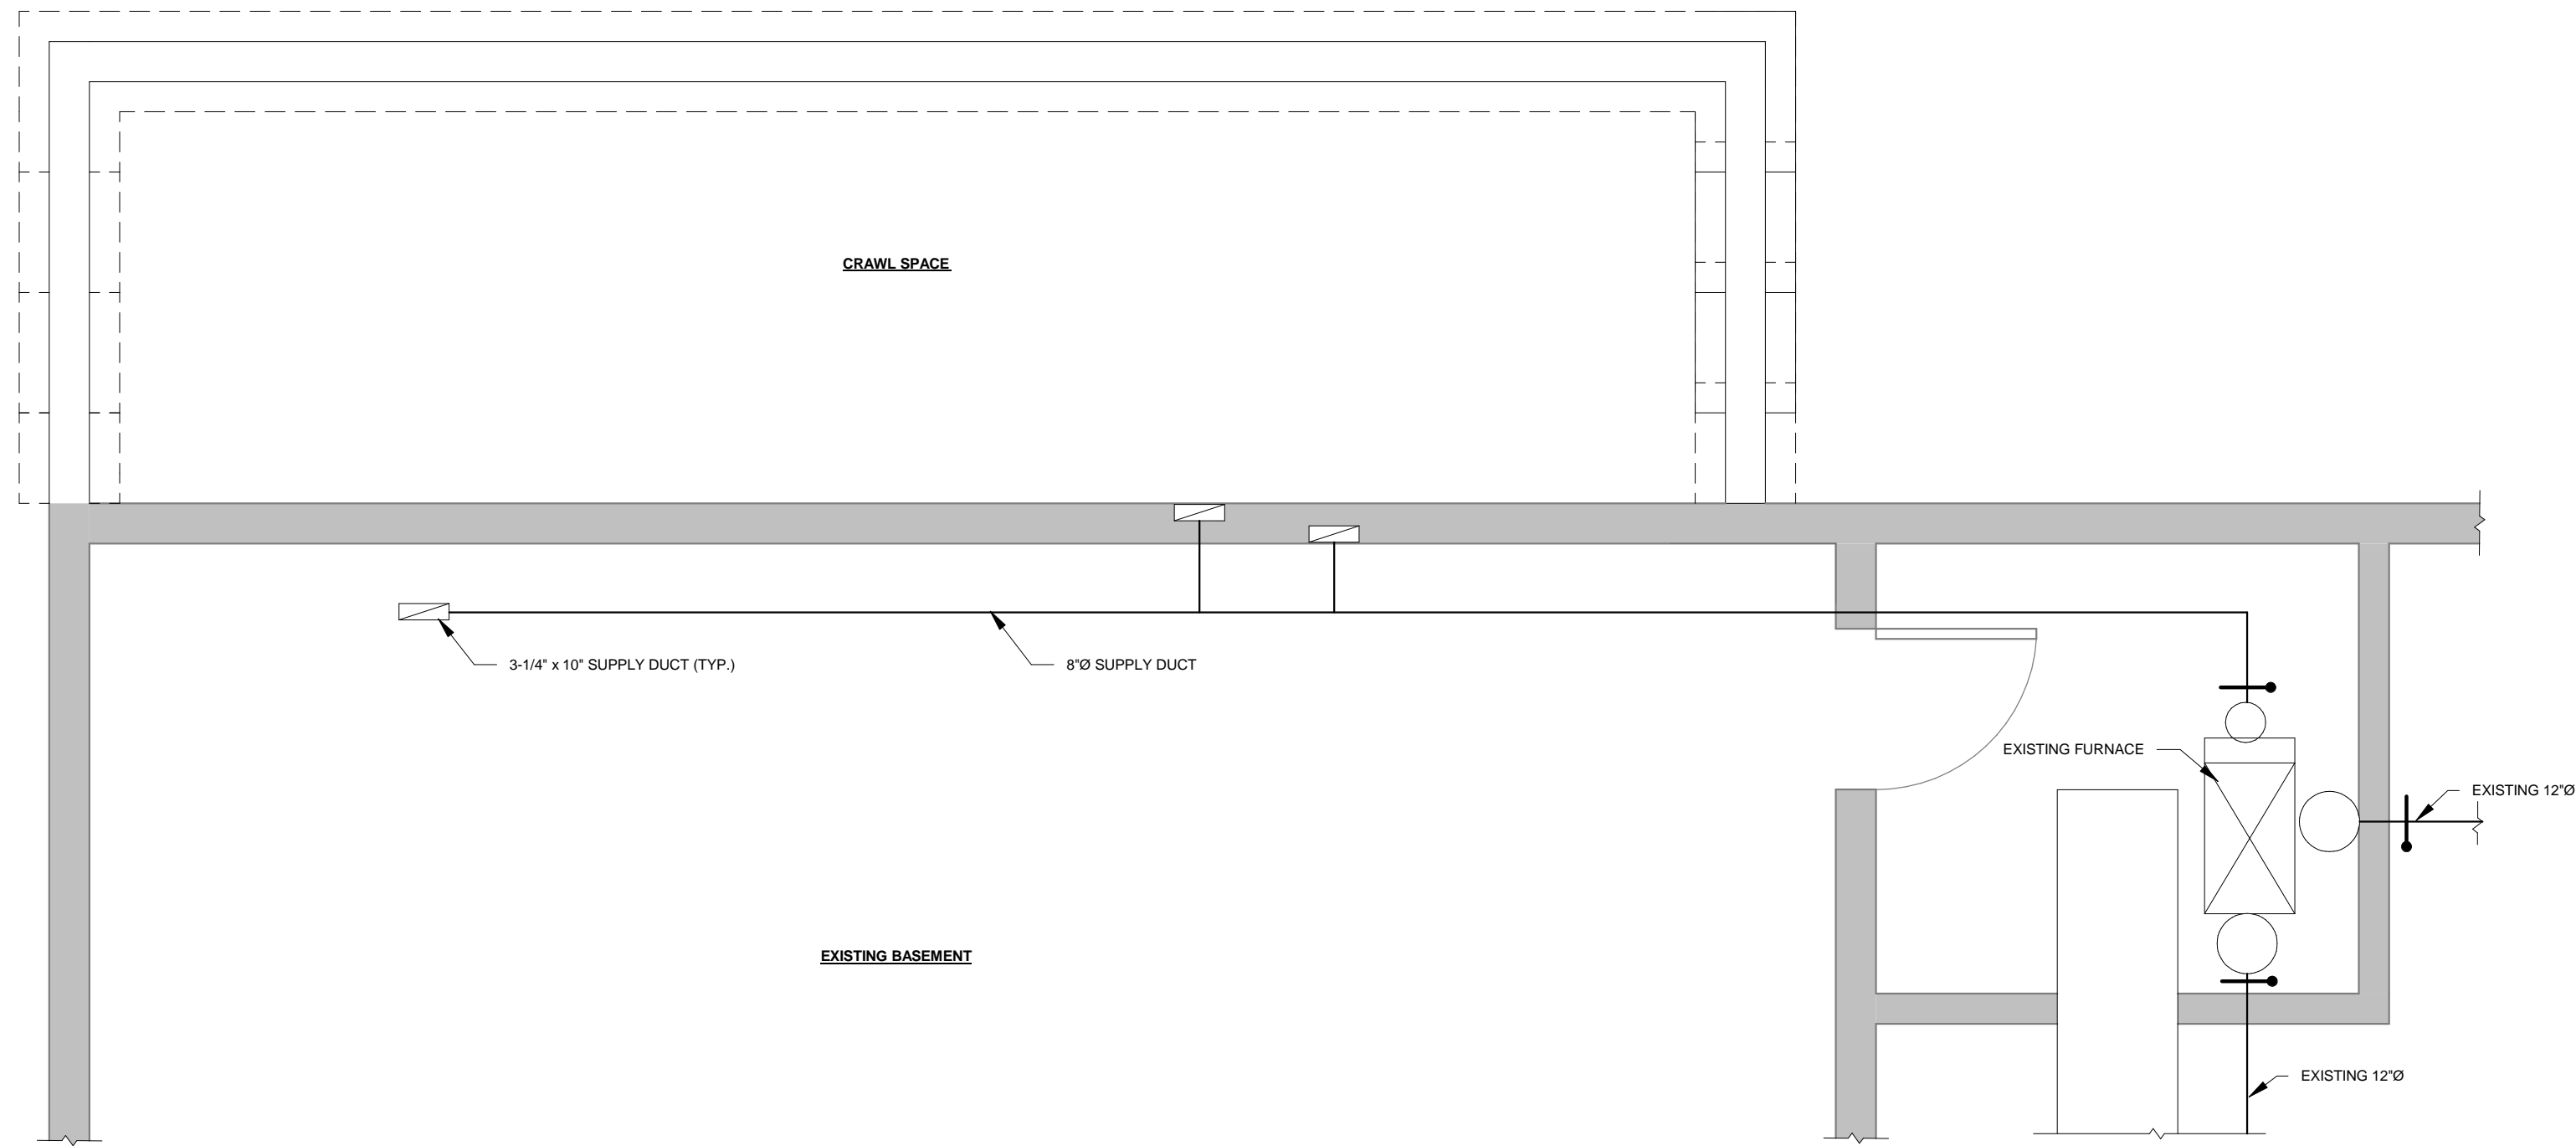 CRAWL SPACE
3-1/4" x 10" SUPPLY DUCT (TYP.)
8"Ø SUPPLY DUCT
EXISTING FURNACE
EXISTING 12"Ø
EXISTING BASEMENT
EXISTING 12"Ø